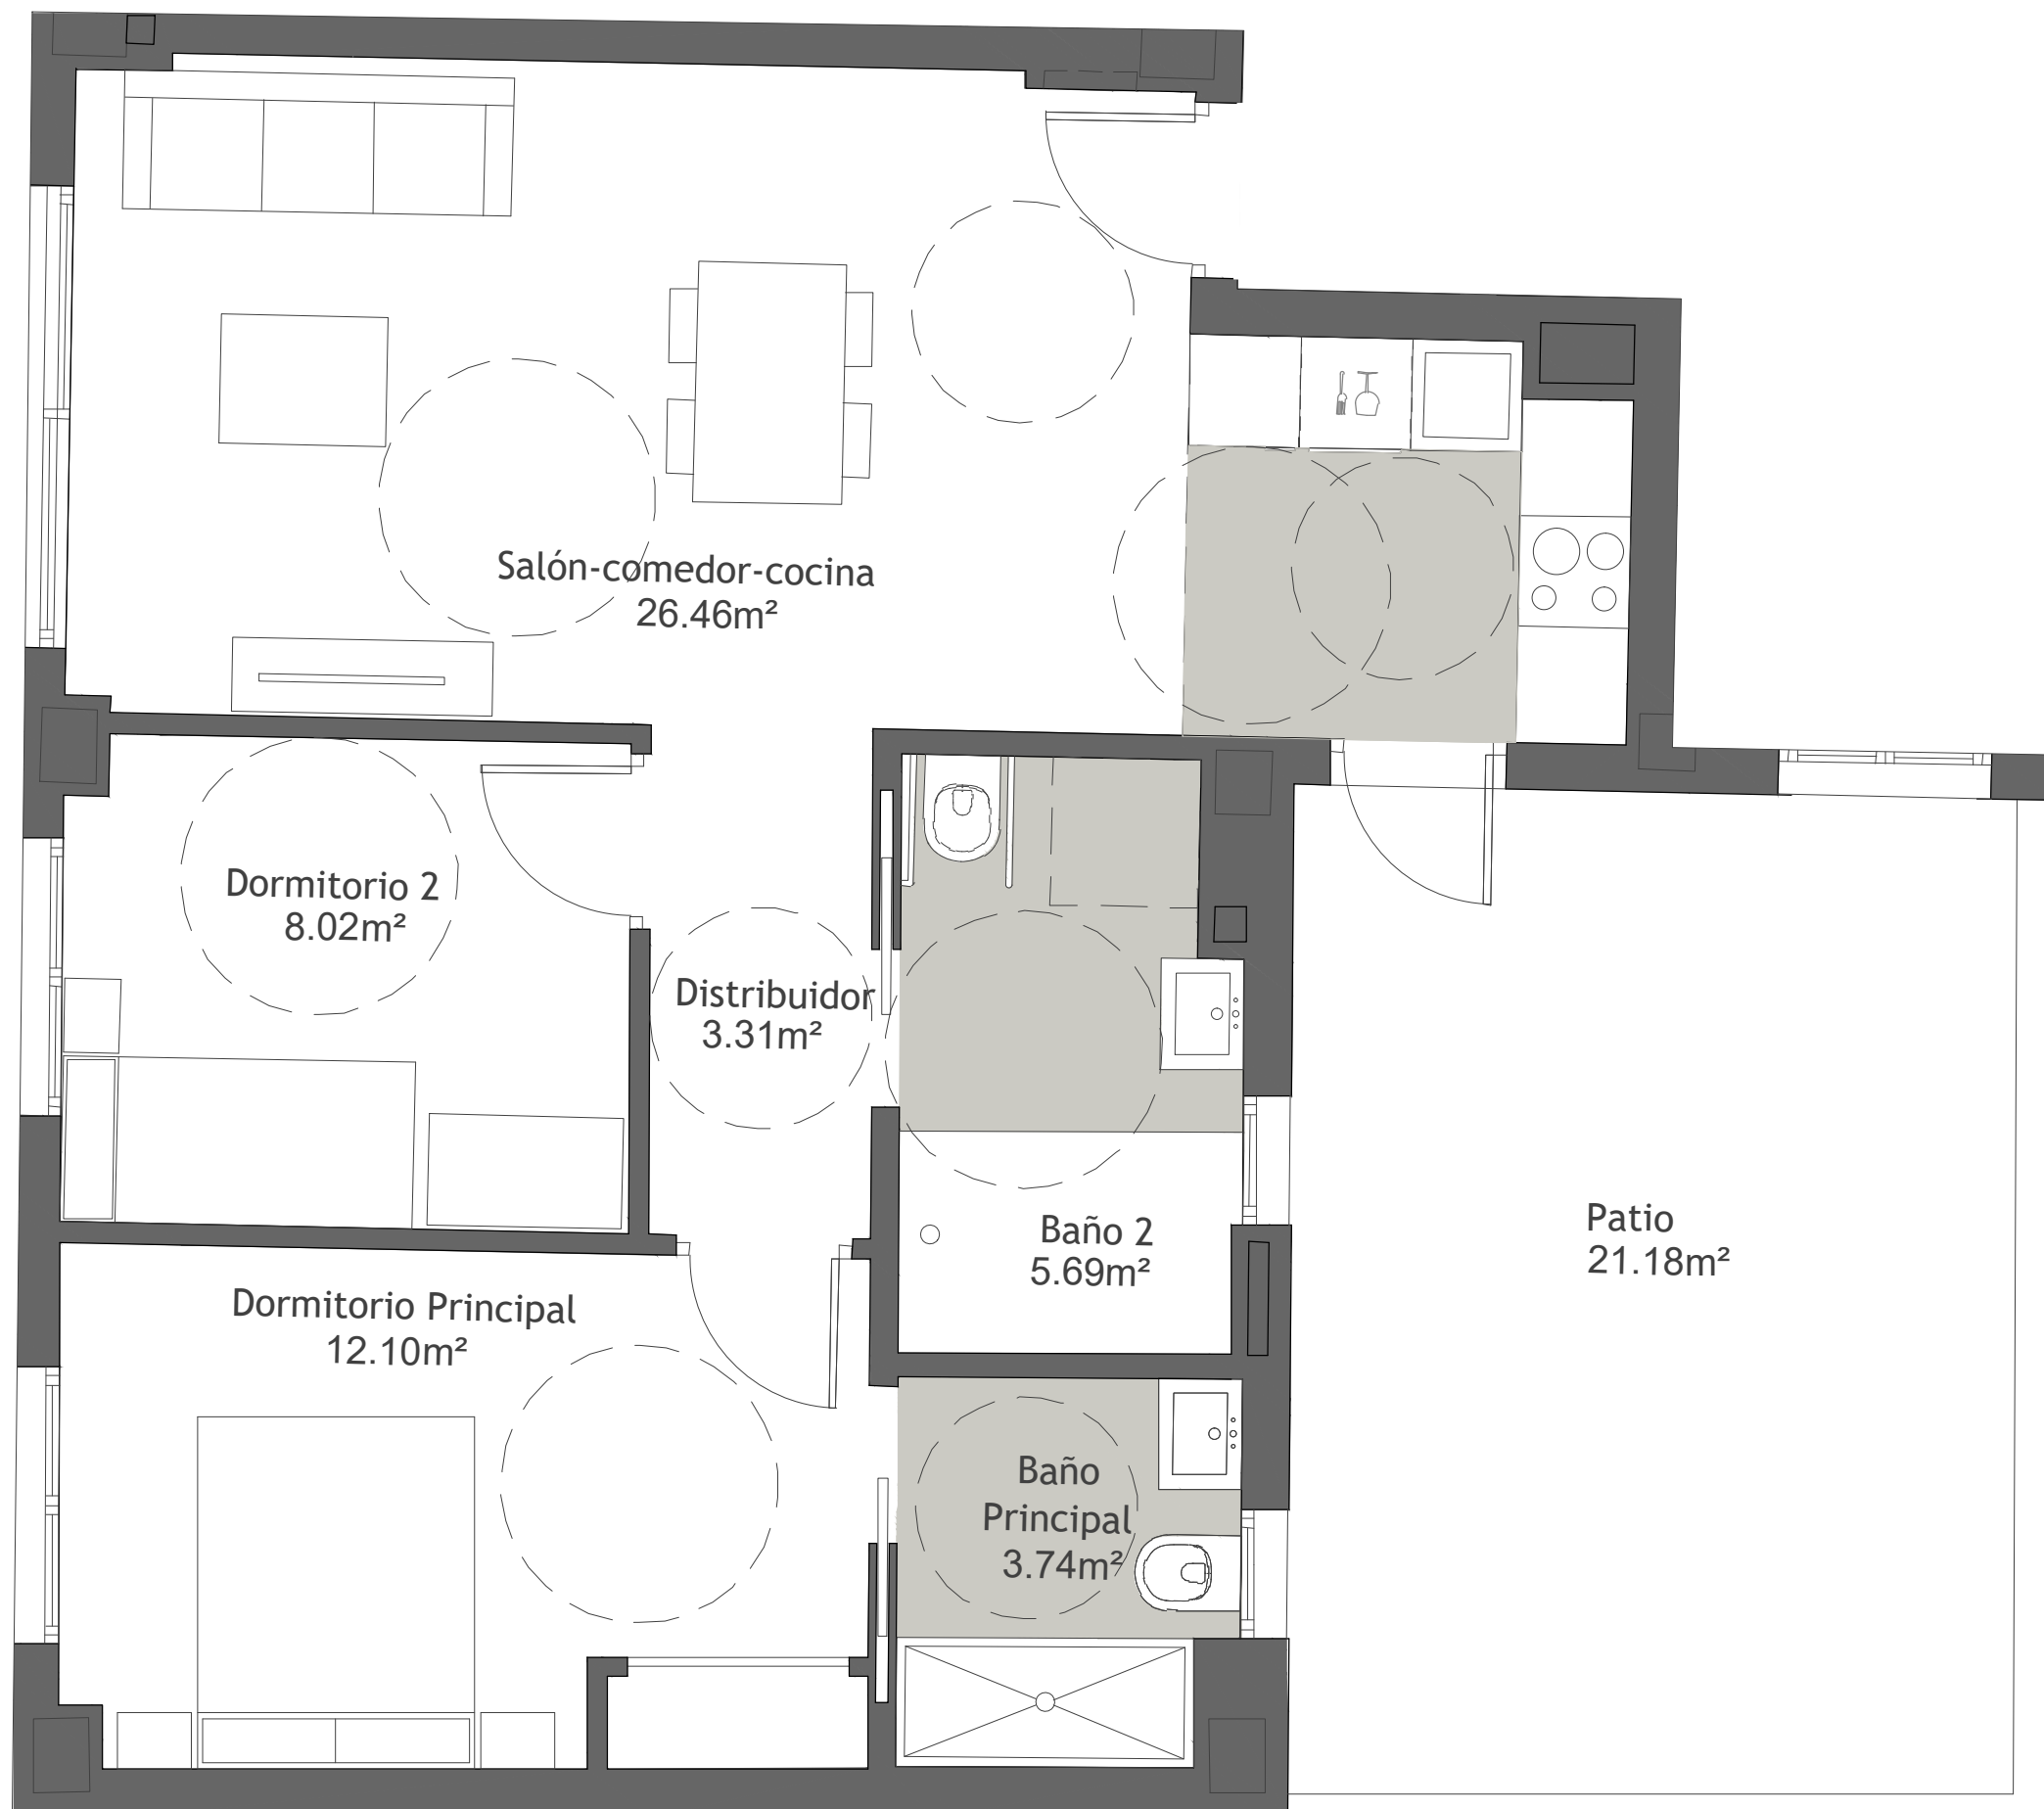 Salón-comedor-cocina
26.46m²
Dormitorio 2
8.02m²
Distribuidor
3.31m²
Baño 2
5.69m²
Patio
21.18m²
Dormitorio Principal
12.10m²
Baño
Principal
3.74m²